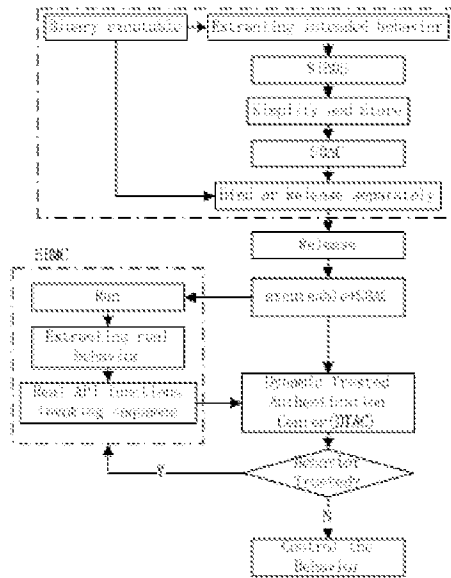 Binary executable
Extracting intended behavior
Simplify and Store
Bind or Release separately
Release
Run
Extracting real
behavior
Real API functions
invoking sequence
Dynamic Trusted
Authentication
Center(DTAC)
Behavior
Trusted?
Y
N
Control the
Behavior